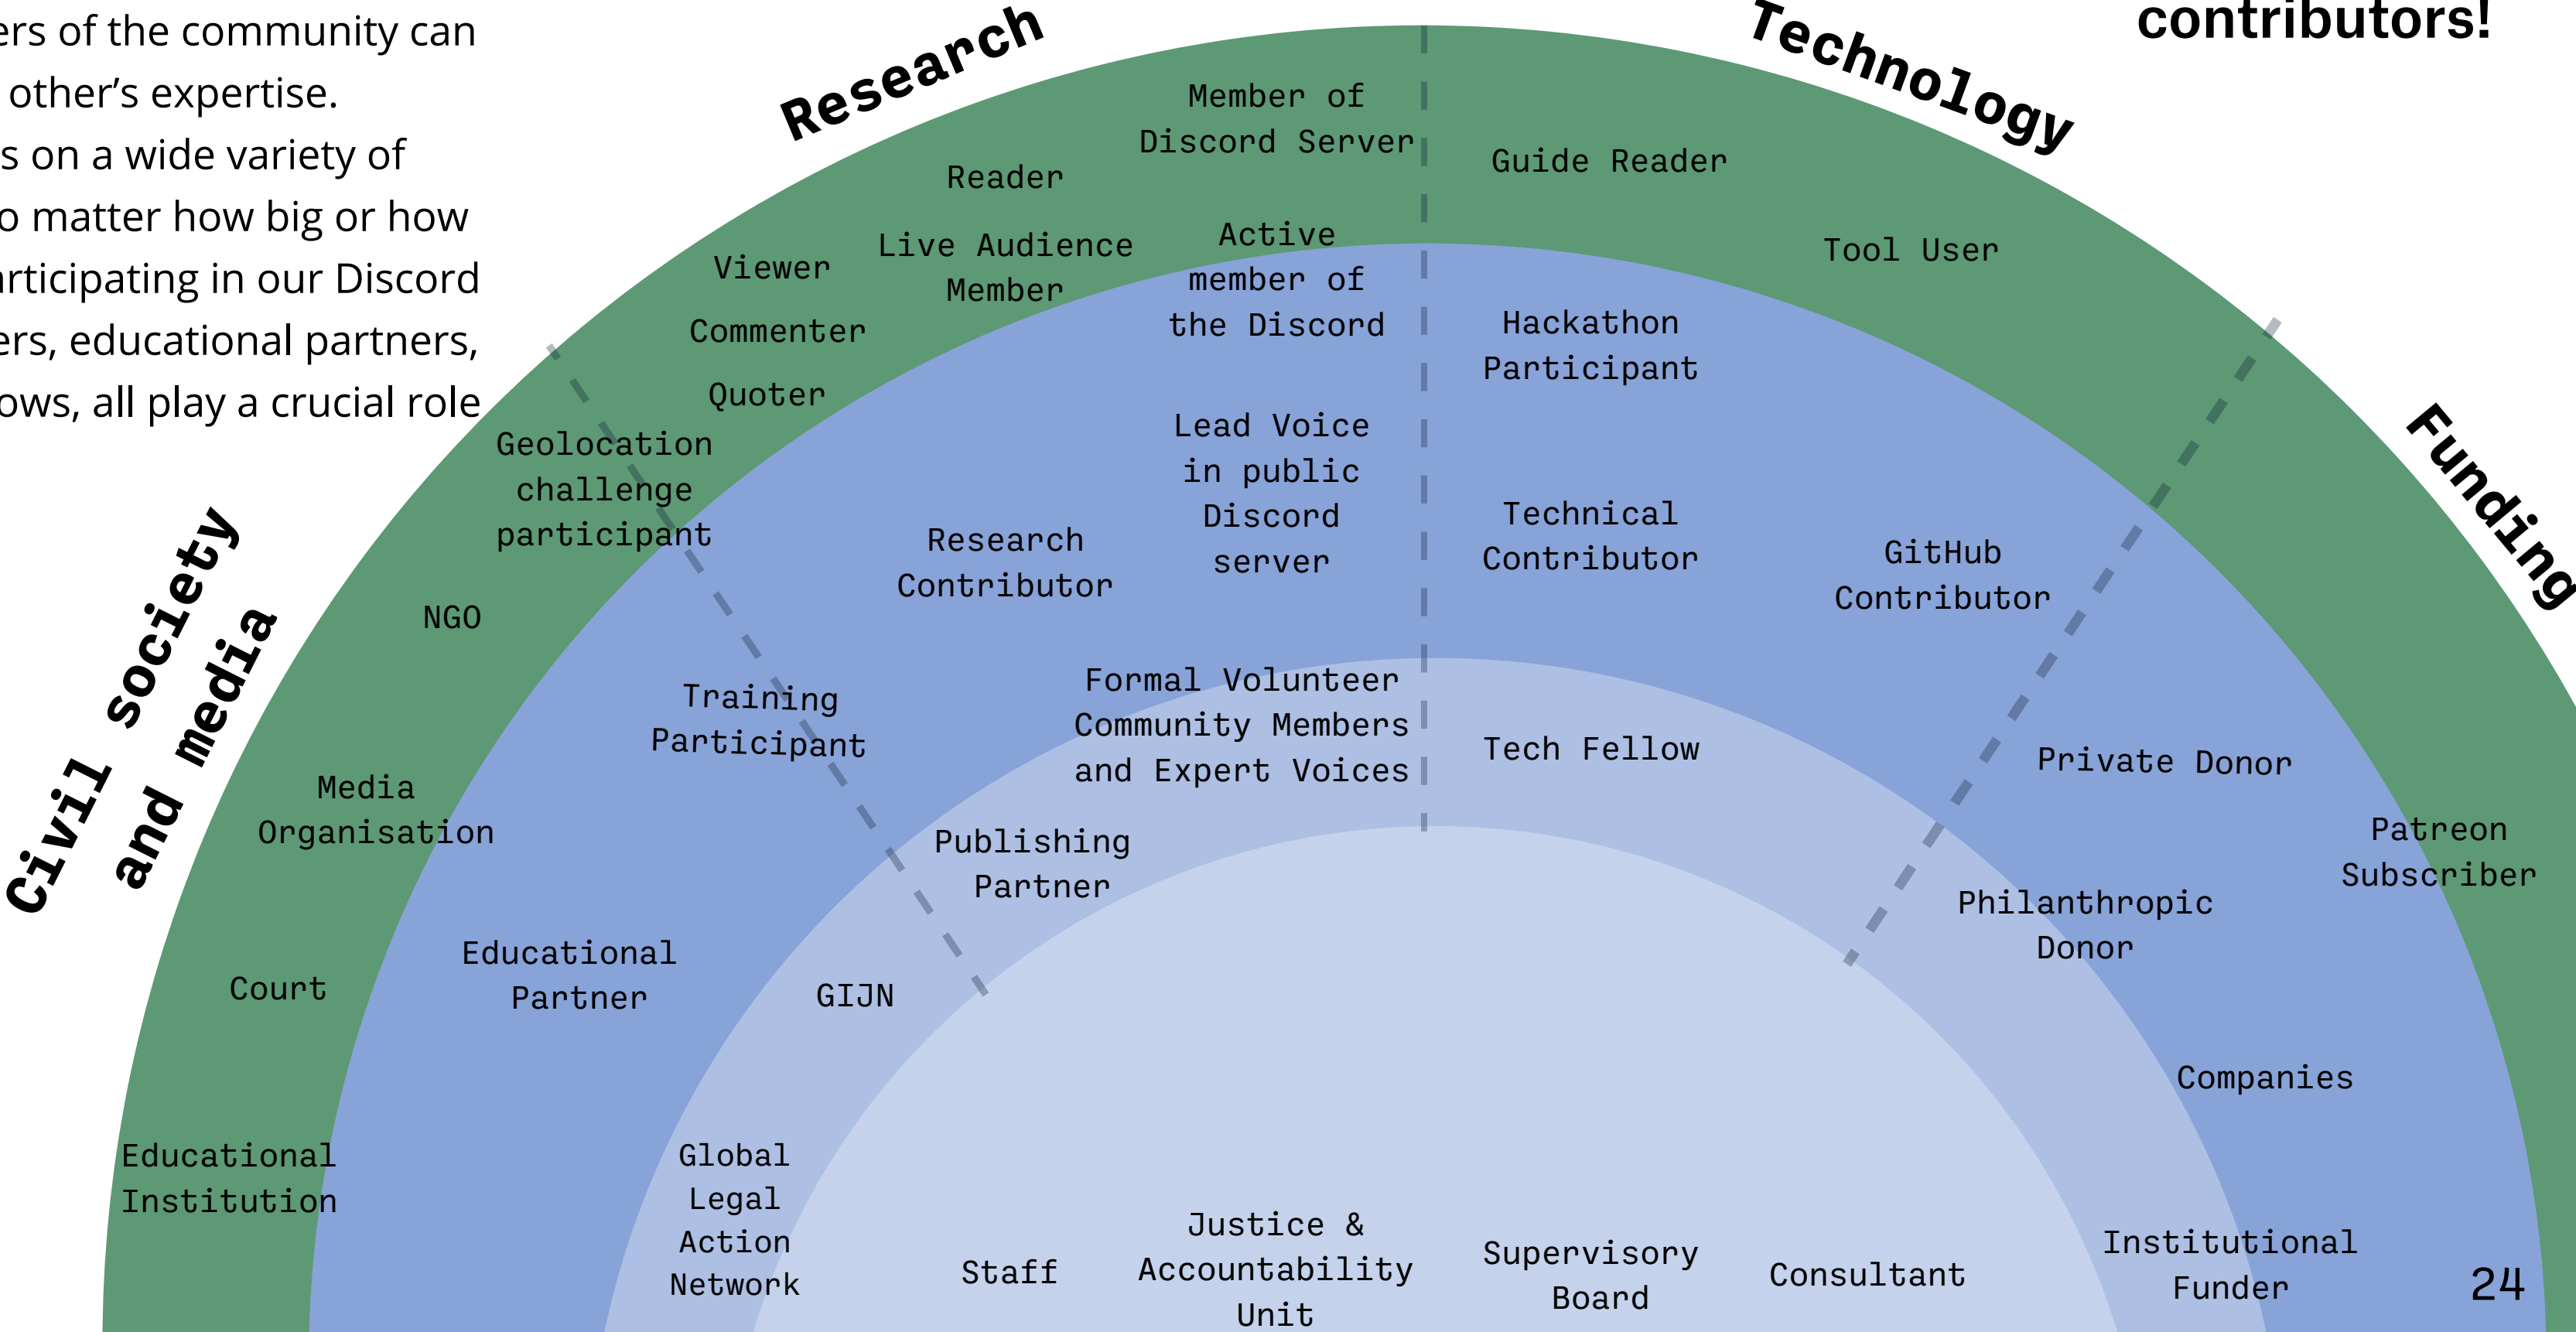 ers of the community can
other’s expertise.
s on a wide variety of
o matter how big or how
articipating in our Discord
ers, educational partners,
ows, all play a crucial role
contributors!
Research
Technology
Funding
Civil society
and media
Member of
Discord Server
Reader
Live Audience
Member
Viewer
Commenter
Quoter
Geolocation
challenge
participant
Active
member of
the Discord
Guide Reader
Tool User
Hackathon
Participant
Lead Voice
in public
Discord
server
Research
Contributor
Technical
Contributor
GitHub
Contributor
NGO
Training
Participant
Formal Volunteer
Community Members
and Expert Voices
Tech Fellow
Private Donor
Media
Organisation
Publishing
Partner
Patreon
Subscriber
Philanthropic
Donor
Court
Educational
Partner
GIJN
Companies
Educational
Institution
Global
Legal
Action
Network
Staff
Justice &
Accountability
Unit
Supervisory
Board
Consultant
Institutional
Funder
24